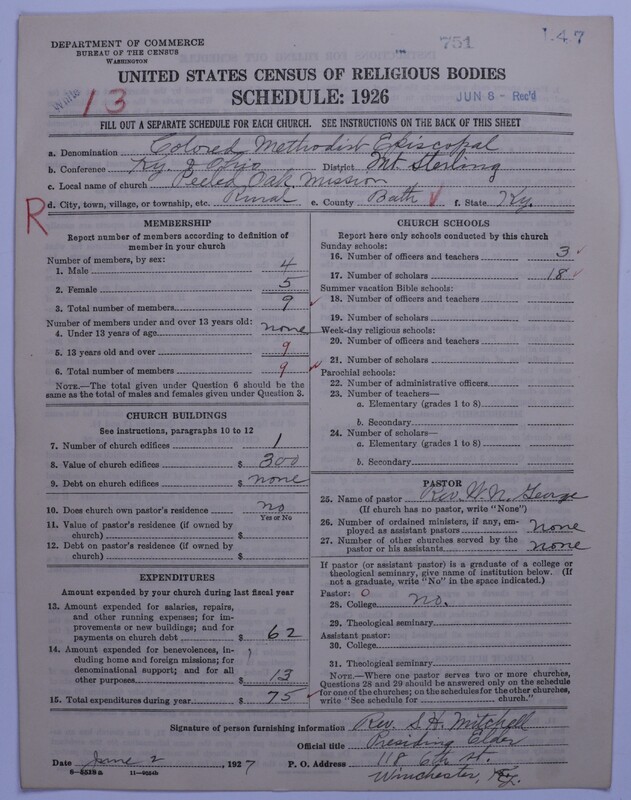 DEPARTMENT OF COMMERCE
BUREAU OF THE CENSUS
WASHINGTON
751
147
White
13
UNITED STATES CENSUS OF RELIGIOUS BODIES
SCHEDULE: 1926
JUN 8 - Rec'd
FILL OUT A SEPARATE SCHEDULE FOR EACH CHURCH. SEE INSTRUCTIONS ON THE BACK OF THIS SHEET
a. Denomination Colored Methodist Episcopal
b. Conference Ky. & Ohio District Mt. Sterling
c. Local name of church Peeled Oak Mission
R
d. City, town, village, or township, etc. Rural e. County Bath f. State Ky.
MEMBERSHIP
Report number of members according to definition of
member in your church
Number of members, by sex:
1. Male 4
2. Female 5
3. Total number of members 9
Number of members under and over 13 years old:
4. Under 13 years of age none
5. 13 years old and over 9
6. Total number of members 9
NOTE.—The total given under Question 6 should be
the same as the total of males and females given under Question 3.
CHURCH BUILDINGS
See instructions, paragraphs 10 to 12
7. Number of church edifices 1
8. Value of church edifices $ 300
9. Debt on church edifices $ none
10. Does church own pastor's residence no
Yes or No
11. Value of pastor's residence (if owned by
church) $
12. Debt on pastor's residence (if owned by
church) $
EXPENDITURES
Amount expended by your church during last fiscal year
13. Amount expended for salaries, repairs,
and other running expenses; for im-
provements or new buildings; and for
payments on church debt $ 62
14. Amount expended for benevolences, in-
cluding home and foreign missions; for
denominational support; and for all
other purposes $ 13
15. Total expenditures during year $ 75
CHURCH SCHOOLS
Report here only schools conducted by this church
Sunday schools:
16. Number of officers and teachers 3
17. Number of scholars 18
Summer vacation Bible schools:
18. Number of officers and teachers
19. Number of scholars
Week-day religious schools:
20. Number of officers and teachers
21. Number of scholars
Parochial schools:
22. Number of administrative officers
23. Number of teachers—
a. Elementary (grades 1 to 8)
b. Secondary
24. Number of scholars—
a. Elementary (grades 1 to 8)
b. Secondary
PASTOR
25. Name of pastor Rev. W. N. George
(If church has no pastor, write "None")
26. Number of ordained ministers, if any, em-
ployed as assistant pastors none
27. Number of other churches served by the
pastor or his assistants none
If pastor (or assistant pastor) is a graduate of a college or
theological seminary, give name of institution below. (If
not a graduate, write "No" in the space indicated.)
Pastor: 0
28. College no.
29. Theological seminary
Assistant pastor:
30. College
31. Theological seminary
NOTE.—Where one pastor serves two or more churches,
Questions 28 and 29 should be answered only on the schedule
for one of the churches; on the schedules for the other churches,
write "See schedule for church."
Signature of person furnishing information Rev. S. H. Mitchell
Official title Presiding Elder
Date June 2, 1927 P. O. Address 118 6th st.
8—5528a 11—9554b
Winchester, Ky.